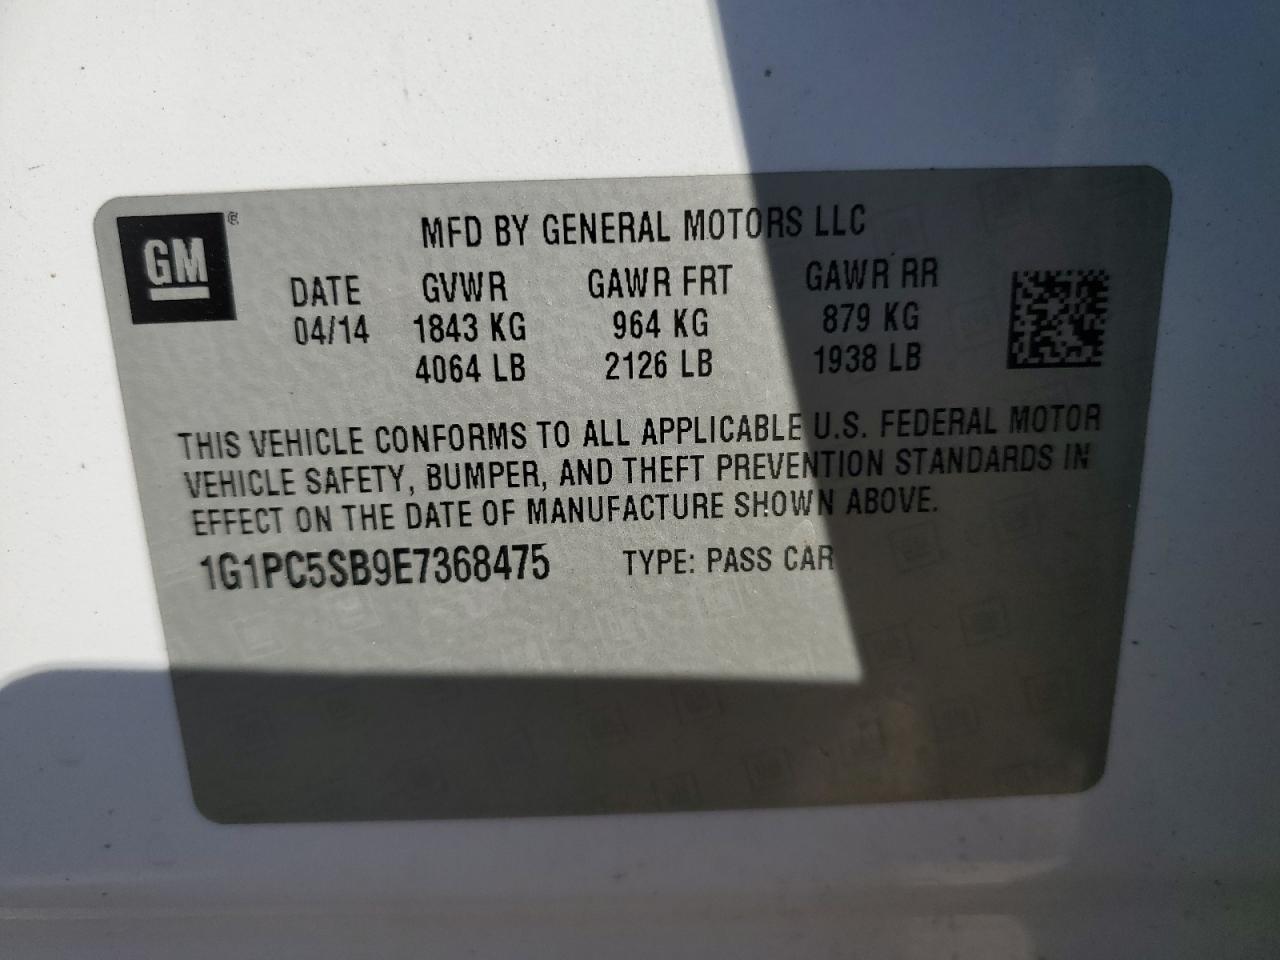 GM ®
MFD BY GENERAL MOTORS LLC
DATE GVWR GAWR FRT GAWR RR
04/14 1843 KG 964 KG 879 KG
4064 LB 2126 LB 1938 LB
THIS VEHICLE CONFORMS TO ALL APPLICABLE U.S. FEDERAL MOTOR
VEHICLE SAFETY, BUMPER, AND THEFT PREVENTION STANDARDS IN
EFFECT ON THE DATE OF MANUFACTURE SHOWN ABOVE.
1G1PC5SB9E7368475 TYPE: PASS CAR